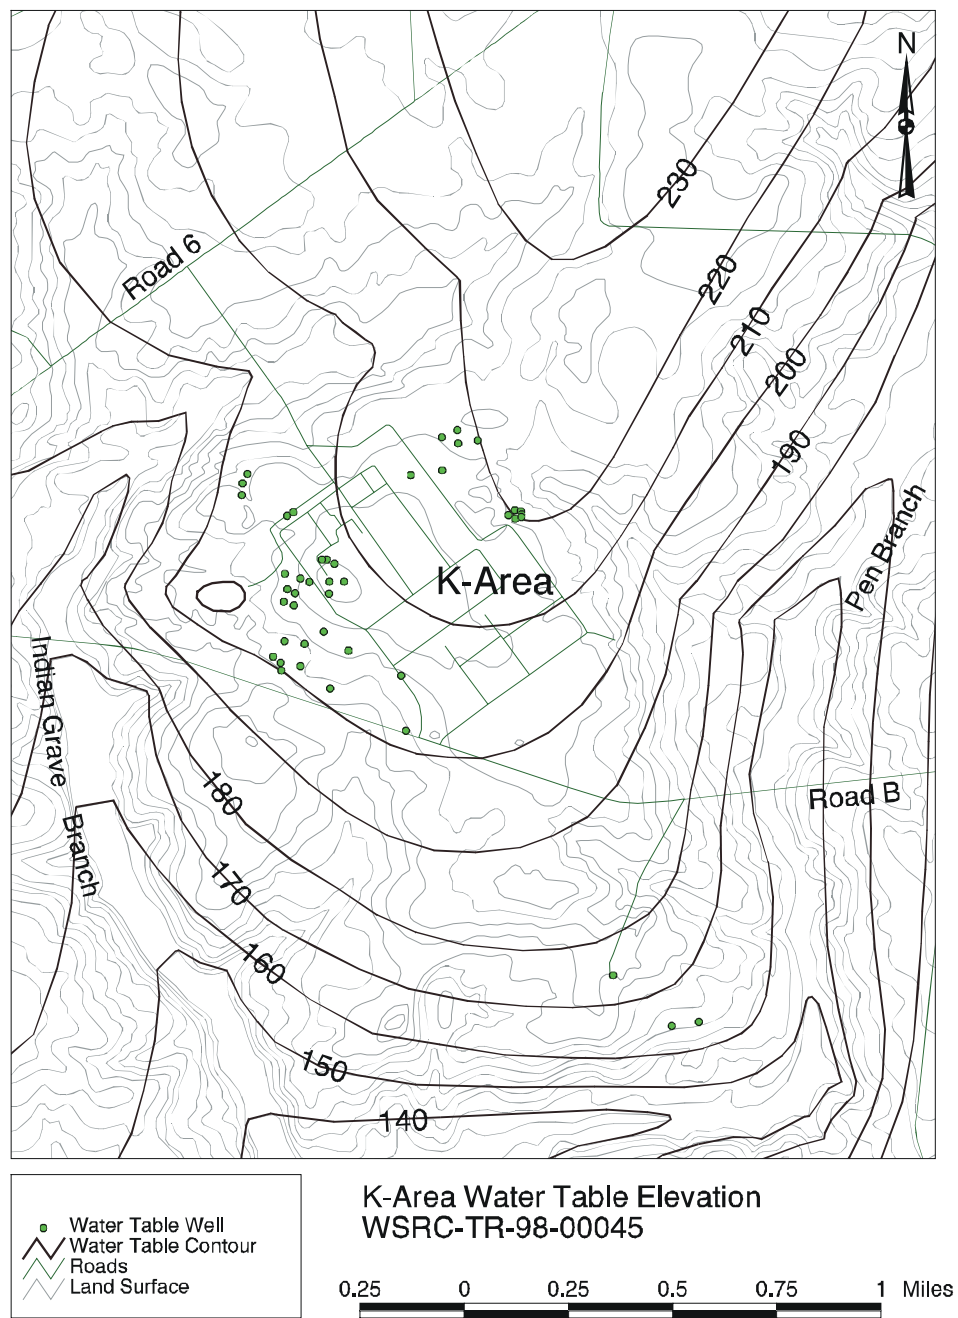 N
230
Road 6
220
210
200
190
Pen Branch
K-Area
Indian Grave
Branch
180
Road B
170
160
150
140
K-Area Water Table Elevation
WSRC-TR-98-00045
Water Table Well
Water Table Contour
Roads
Land Surface
0.25 0 0.25 0.5 0.75 1 Miles